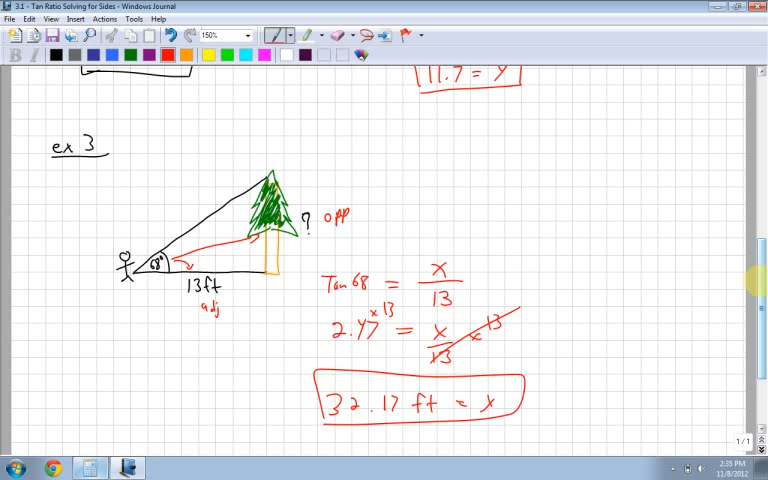 3.1 - Tan Ratio Solving for Sides - Windows Journal
File Edit View Insert Actions Tools Help
150%
B I
11.7 = y
ex 3
? opp
68°
13ft
adj
Tan 68 = x / 13
2.47 x 13 = x / 13 x 13
32.17 ft = x
1 / 1
2:35 PM
11/8/2012